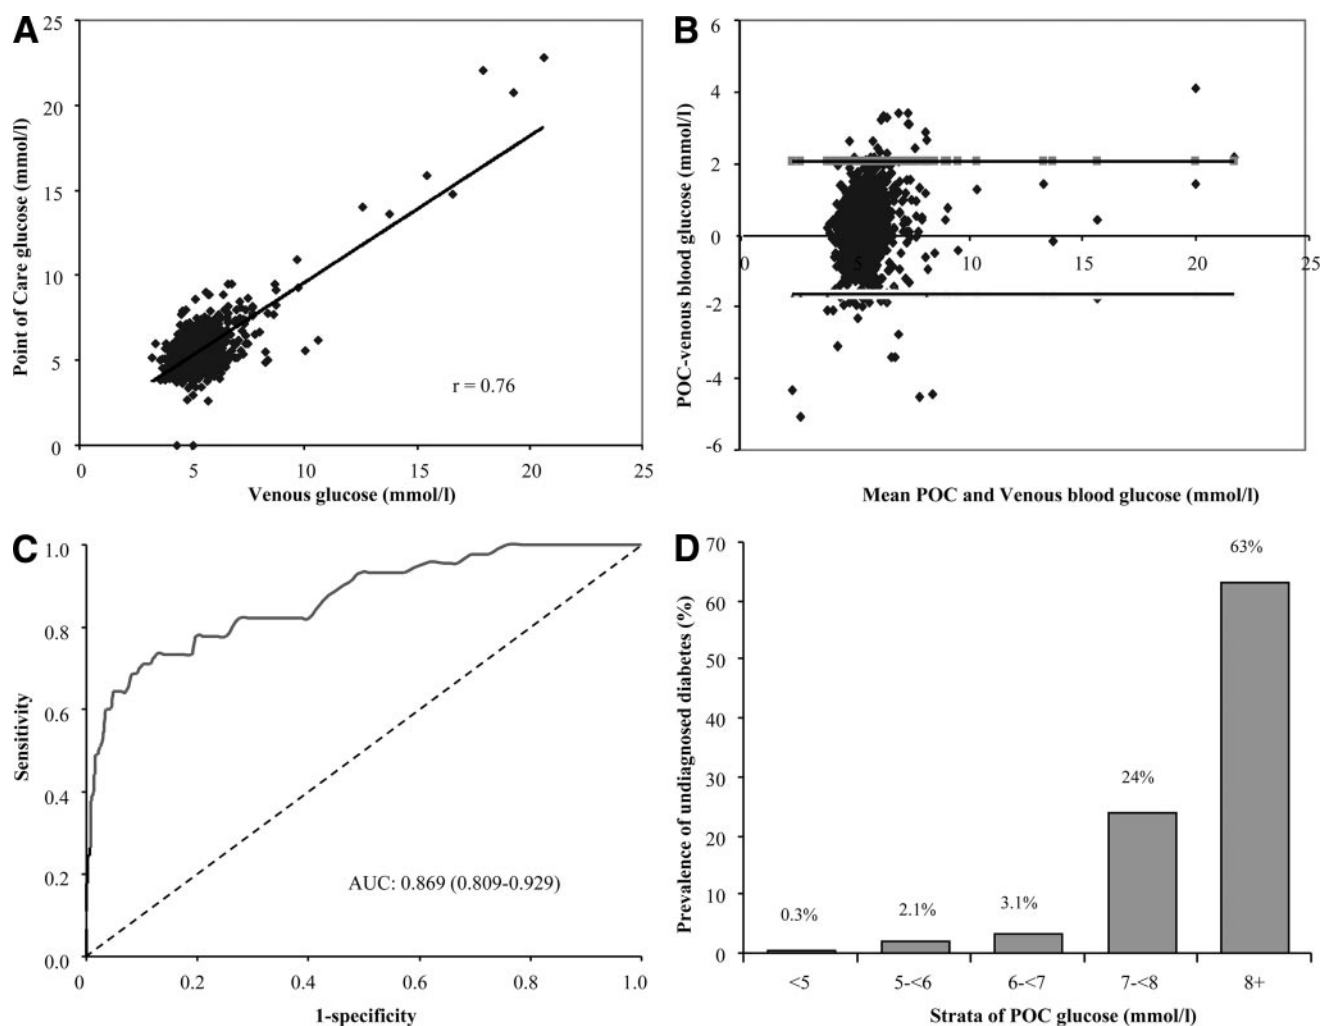 A
25
20
15
10
5
0
Point of Care glucose (mmol/l)
r = 0.76
0 5 10 15 20 25
Venous glucose (mmol/l)
B
6
4
2
0
-2
-4
-6
POC-venous blood glucose (mmol/l)
0 5 10 15 20 25
Mean POC and Venous blood glucose (mmol/l)
C
1.0
0.8
0.6
0.4
0.2
0.0
Sensitivity
AUC: 0.869 (0.809-0.929)
0 0.2 0.4 0.6 0.8 1.0
1-specificity
D
70
60
50
40
30
20
10
0
Prevalence of undiagnosed diabetes (%)
0.3%
2.1%
3.1%
24%
63%
<5 5-<6 6-<7 7-<8 8+
Strata of POC glucose (mmol/l)